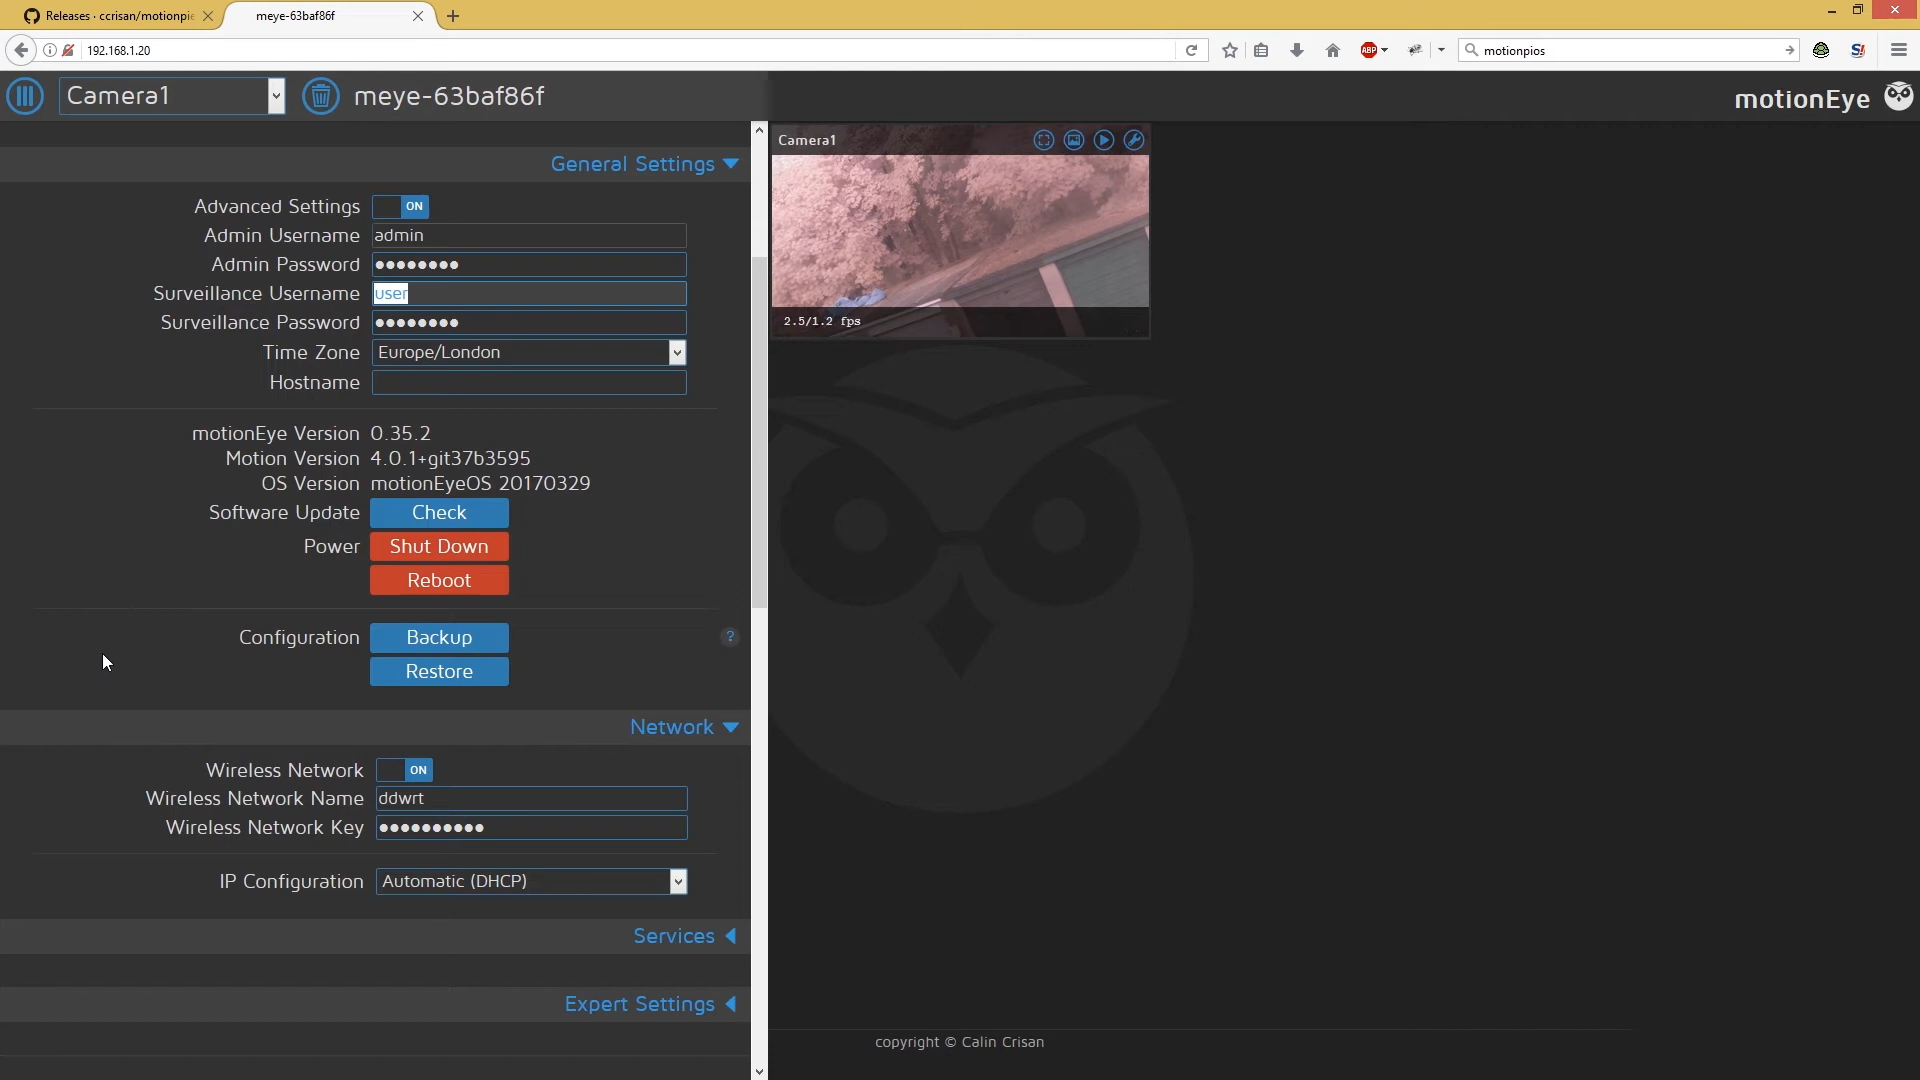 Releases · ccrisan/motionpie
meye-63baf86f
192.168.1.20
ABP
motionpios
S!
Camera1
meye-63baf86f
motionEye
General Settings
Advanced Settings ON
Admin Username admin
Admin Password ●●●●●●●●
Surveillance Username user
Surveillance Password ●●●●●●●●
Time Zone Europe/London
Hostname
motionEye Version 0.35.2
Motion Version 4.0.1+git37b3595
OS Version motionEyeOS 20170329
Software Update Check
Power Shut Down
Reboot
Configuration Backup ?
Restore
Network
Wireless Network ON
Wireless Network Name ddwrt
Wireless Network Key ●●●●●●●●●●
IP Configuration Automatic (DHCP)
Services
Expert Settings
Camera1
2.5/1.2 fps
copyright © Calin Crisan